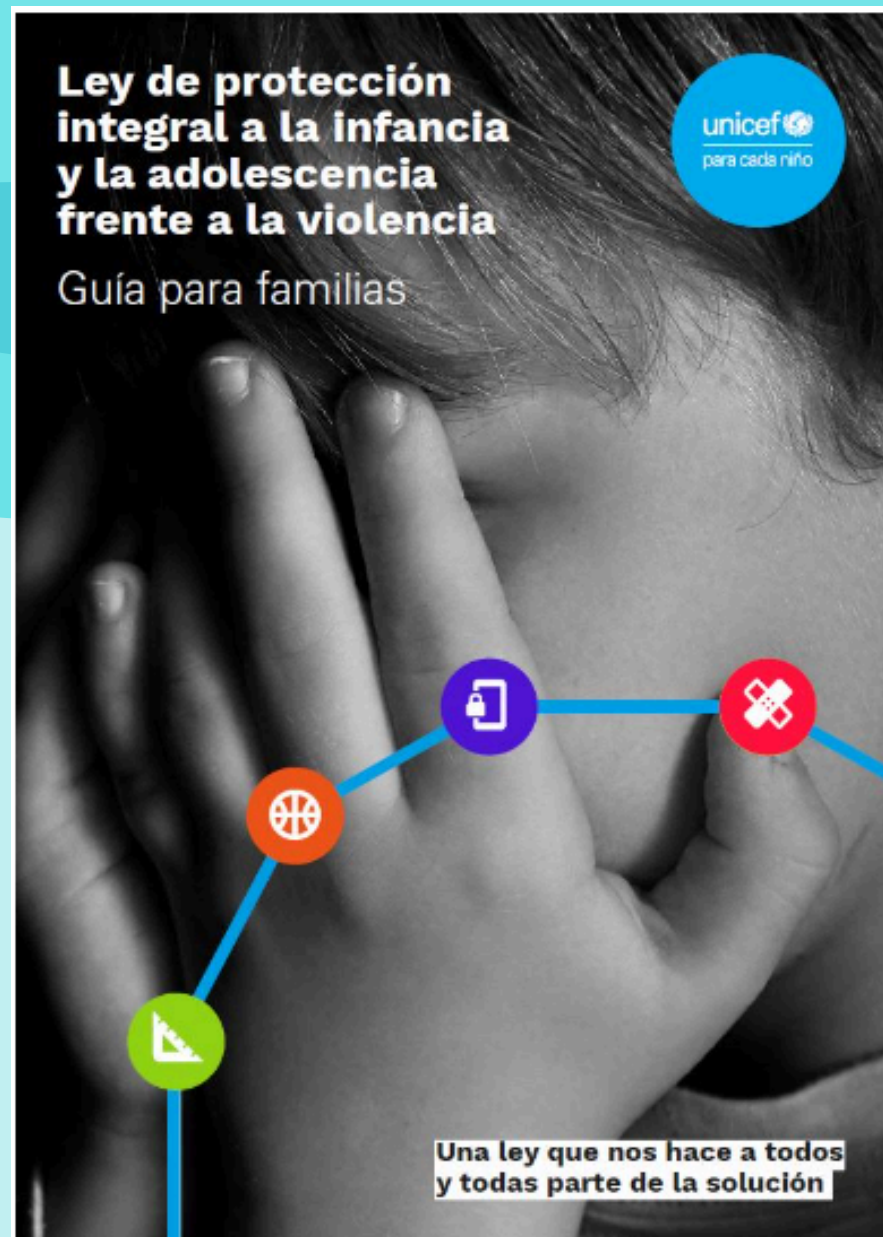 Ley de protección
integral a la infancia
y la adolescencia
frente a la violencia
Guía para familias
unicef
para cada niño
Una ley que nos hace a todos
y todas parte de la solución